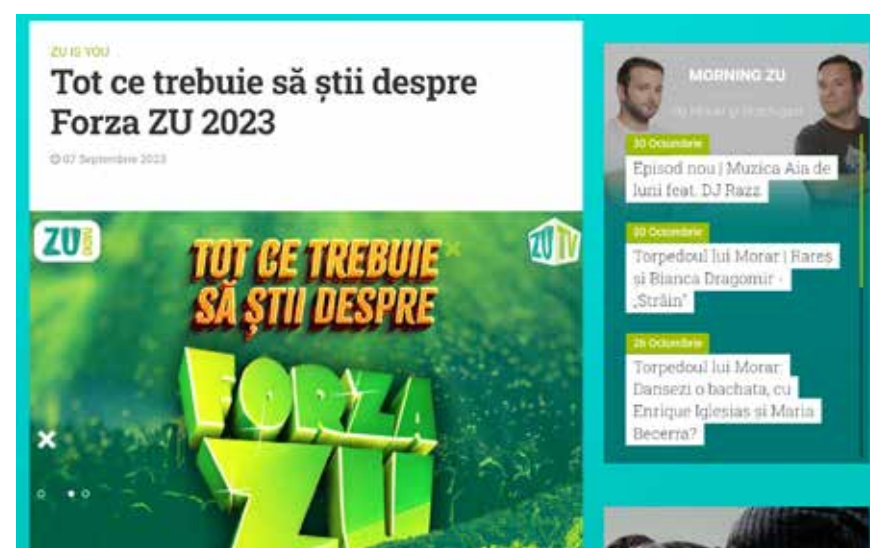 ZU IS YOU
Tot ce trebuie să știi despre
Forza ZU 2023
07 Septembrie 2023
ZU
RADIO
TOT CE TREBUIE
SĂ ȘTII DESPRE
ZU TV
FORZA
ZU
MORNING ZU
30 Octombrie
Episod nou | Muzica Aia de
luni feat. DJ Razz
30 Octombrie
Torpedoul lui Morar | Rareș
și Bianca Dragomir -
„Străin"
26 Octombrie
Torpedoul lui Morar:
Dansezi o bachata, cu
Enrique Iglesias și Maria
Becerra?